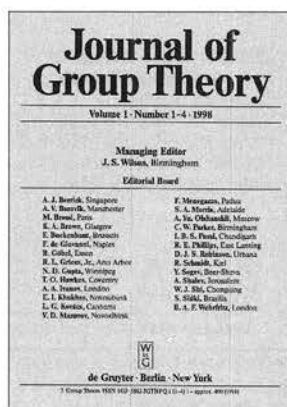 Journal of
Group Theory
Volume 1 · Number 1-4 · 1998
Managing Editor
J. S. Wilson, Birmingham
Editorial Board
A. J. Berrick, Singapore
A. V. Borovik, Manchester
M. Broué, Paris
K. A. Brown, Glasgow
F. Buekenhout, Brussels
F. de Giovanni, Naples
R. Göbel, Essen
R. L. Griess, Jr., Ann Arbor
N. D. Gupta, Winnipeg
T. O. Hawkes, Coventry
A. A. Ivanov, London
E. I. Khukhro, Novosibirsk
L. G. Kovács, Canberra
V. D. Mazurov, Novosibirsk
F. Menegazzo, Padua
S. A. Morris, Adelaide
A. Yu. Olshanskii, Moscow
C. W. Parker, Birmingham
I. B. S. Passi, Chandigarh
R. E. Phillips, East Lansing
D. J. S. Robinson, Urbana
R. Schmidt, Kiel
Y. Segev, Beer-Sheva
A. Shalev, Jerusalem
W. J. Shi, Chongqing
S. Sidki, Brasilia
B. A. F. Wehrfritz, London
W
de
G
de Gruyter · Berlin · New York